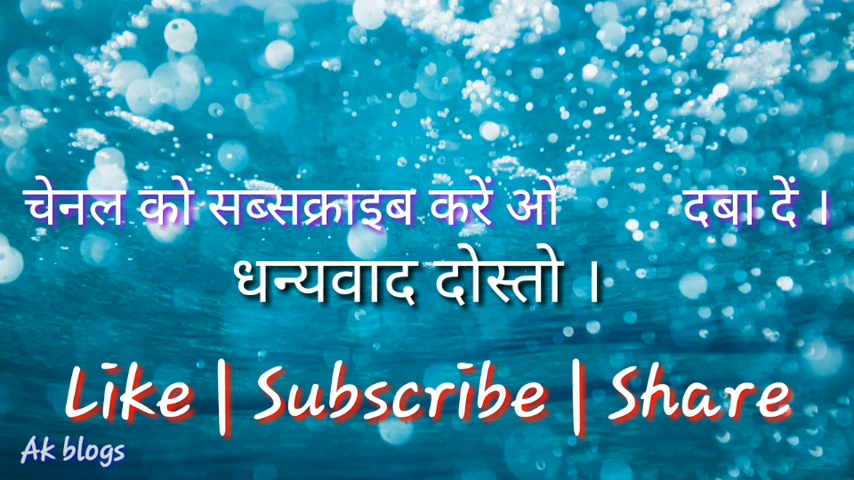 चेनल को सब्सक्राइब करें ओ दबा दें ।
धन्यवाद दोस्तो ।
Like | Subscribe | Share
Ak blogs